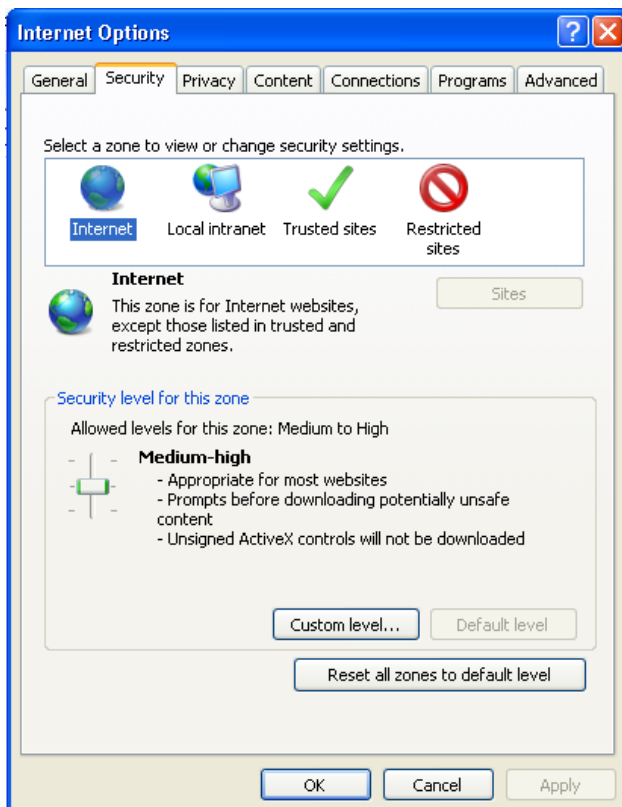 Internet Options
General Security Privacy Content Connections Programs Advanced
Select a zone to view or change security settings.
Internet Local intranet Trusted sites Restricted
sites
Internet
Sites
This zone is for Internet websites,
except those listed in trusted and
restricted zones.
Security level for this zone
Allowed levels for this zone: Medium to High
Medium-high
- Appropriate for most websites
- Prompts before downloading potentially unsafe
content
- Unsigned ActiveX controls will not be downloaded
Custom level... Default level
Reset all zones to default level
OK Cancel Apply